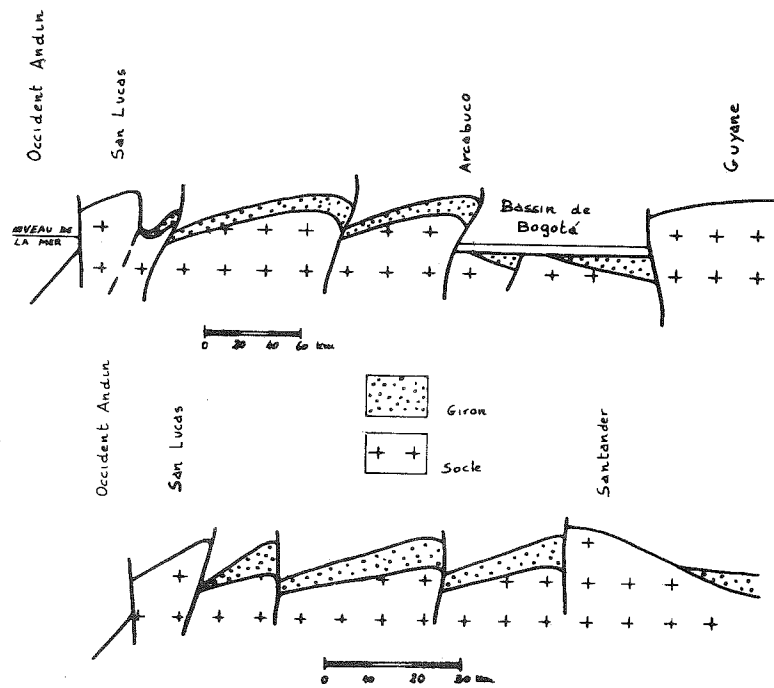 Occident Andin
San Lucas
Arcabuco
Guyane
NIVEAU DE
LA MER
Bassin de
Bogotá
0 20 40 60 km
Giron
Socle
Occident Andin
San Lucas
Santander
0 10 20 30 km